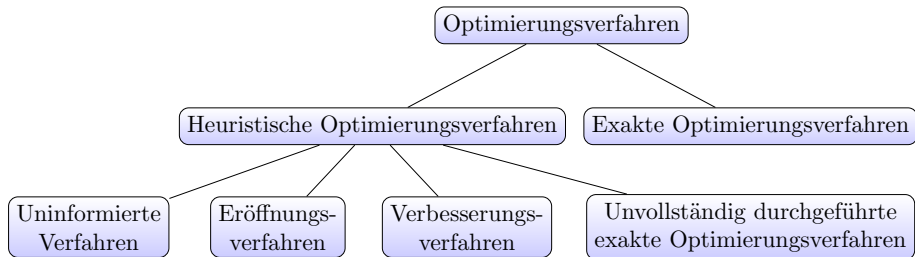 Optimierungsverfahren
Heuristische Optimierungsverfahren
Exakte Optimierungsverfahren
Uninformierte
Verfahren
Eröffnungs-
verfahren
Verbesserungs-
verfahren
Unvollständig durchgeführte
exakte Optimierungsverfahren